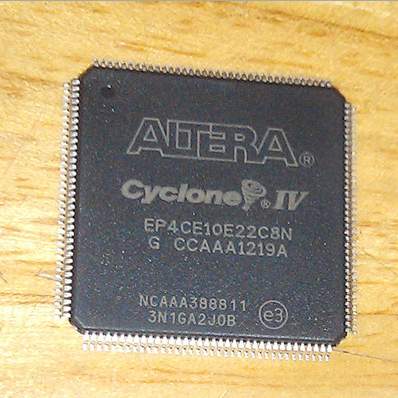 ALTERA®
Cyclone® IV
EP4CE10E22C8N
G CCAAA1219A
NCAAA388811
3N1GA2J0B e3